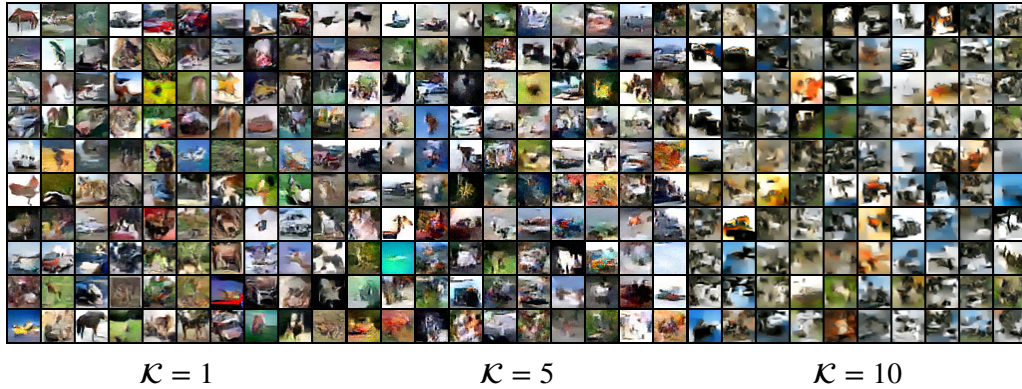 𝒦 = 1
𝒦 = 5
𝒦 = 10